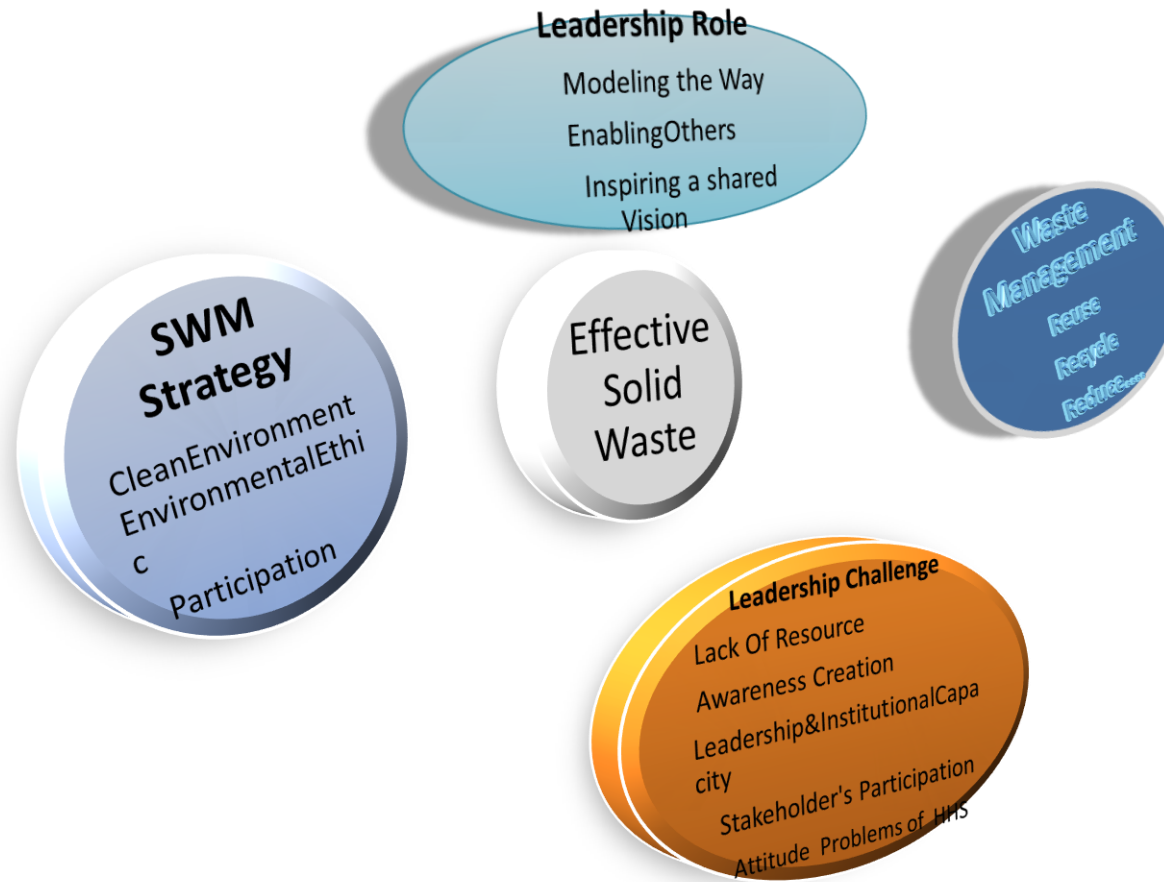 Leadership Role
Modeling the Way
EnablingOthers
Inspiring a shared
Vision
SWM
Strategy
CleanEnvironment
EnvironmentalEthi
c
Participation
Effective
Solid
Waste
Waste
Management
Reuse
Recycle
Reduce....
Leadership Challenge
Lack Of Resource
Awareness Creation
Leadership&InstitutionalCapa
city
Stakeholder's Participation
Attitude Problems of HHS